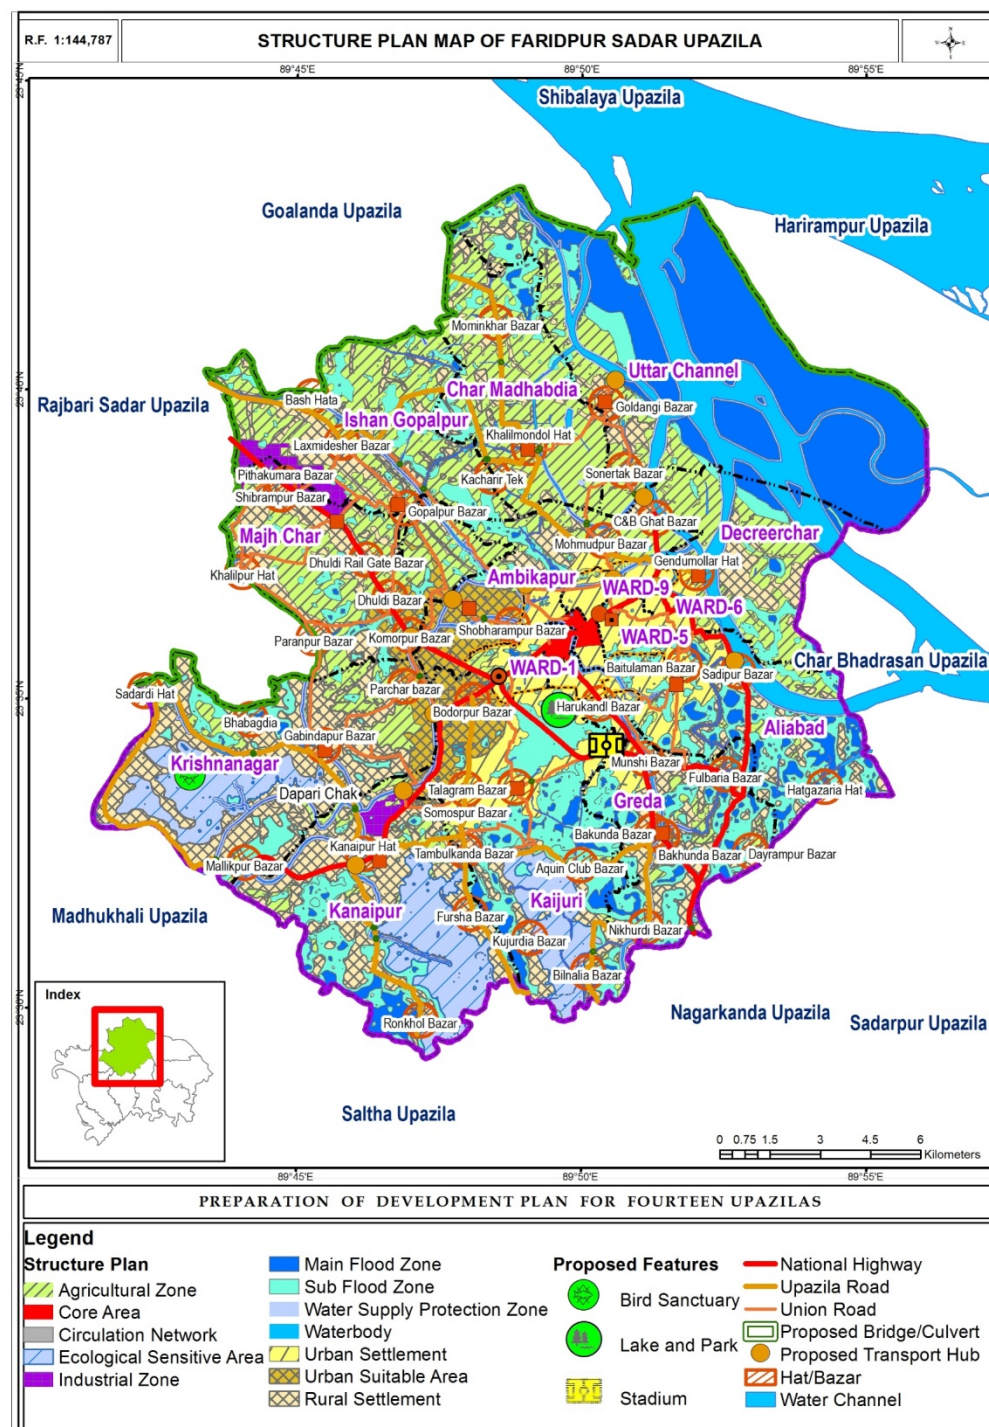 R.F. 1:144,787
STRUCTURE PLAN MAP OF FARIDPUR SADAR UPAZILA
89°45'E
89°50'E
89°55'E
23°45'N
Shibalaya Upazila
Goalanda Upazila
Harirampur Upazila
Mominkhar Bazar
23°40'N
Uttar Channel
Char Madhabdia
Rajbari Sadar Upazila
Bash Hata
Goldangi Bazar
Ishan Gopalpur
Khalilmondol Hat
Laxmidesher Bazar
Pithakumara Bazar
Kacharir Tek
Sonertak Bazar
Shibrampur Bazar
Gopalpur Bazar
C&B Ghat Bazar
Majh Char
Decreerchar
Mohmudpur Bazar
Dhuldi Rail Gate Bazar
Gendumollar Hat
Khalilpur Hat
Ambikapur
WARD-9
Dhuldi Bazar
WARD-6
Shobharampur Bazar
WARD-5
Paranpur Bazar
Komorpur Bazar
WARD-1
Baitulaman Bazar
Char Bhadrasan Upazila
Sadipur Bazar
23°35'N
Sadardi Hat
Parchar bazar
Harukandl Bazar
Bodorpur Bazar
Bhabagdia
Aliabad
Gabindapur Bazar
Munshi Bazar
Krishnanagar
Fulbaria Bazar
Dapari Chak
Talagram Bazar
Hatgazaria Hat
Greda
Somospur Bazar
Bakunda Bazar
Kanaipur Hat
Tambulkanda Bazar
Bakhunda Bazar
Dayrampur Bazar
Mallikpur Bazar
Aquin Club Bazar
Kaijuri
Madhukhali Upazila
Kanaipur
Fursha Bazar
Nikhurdi Bazar
Kujurdia Bazar
Bilnalia Bazar
Index
23°30'N
Nagarkanda Upazila
Ronkhol Bazar
Sadarpur Upazila
Saltha Upazila
0 0.75 1.5 3 4.5 6
Kilometers
89°45'E
89°50'E
89°55'E
PREPARATION OF DEVELOPMENT PLAN FOR FOURTEEN UPAZILAS
Legend
Structure Plan
Agricultural Zone
Core Area
Circulation Network
Ecological Sensitive Area
Industrial Zone
Main Flood Zone
Sub Flood Zone
Water Supply Protection Zone
Waterbody
Urban Settlement
Urban Suitable Area
Rural Settlement
Proposed Features
Bird Sanctuary
Lake and Park
Stadium
National Highway
Upazila Road
Union Road
Proposed Bridge/Culvert
Proposed Transport Hub
Hat/Bazar
Water Channel